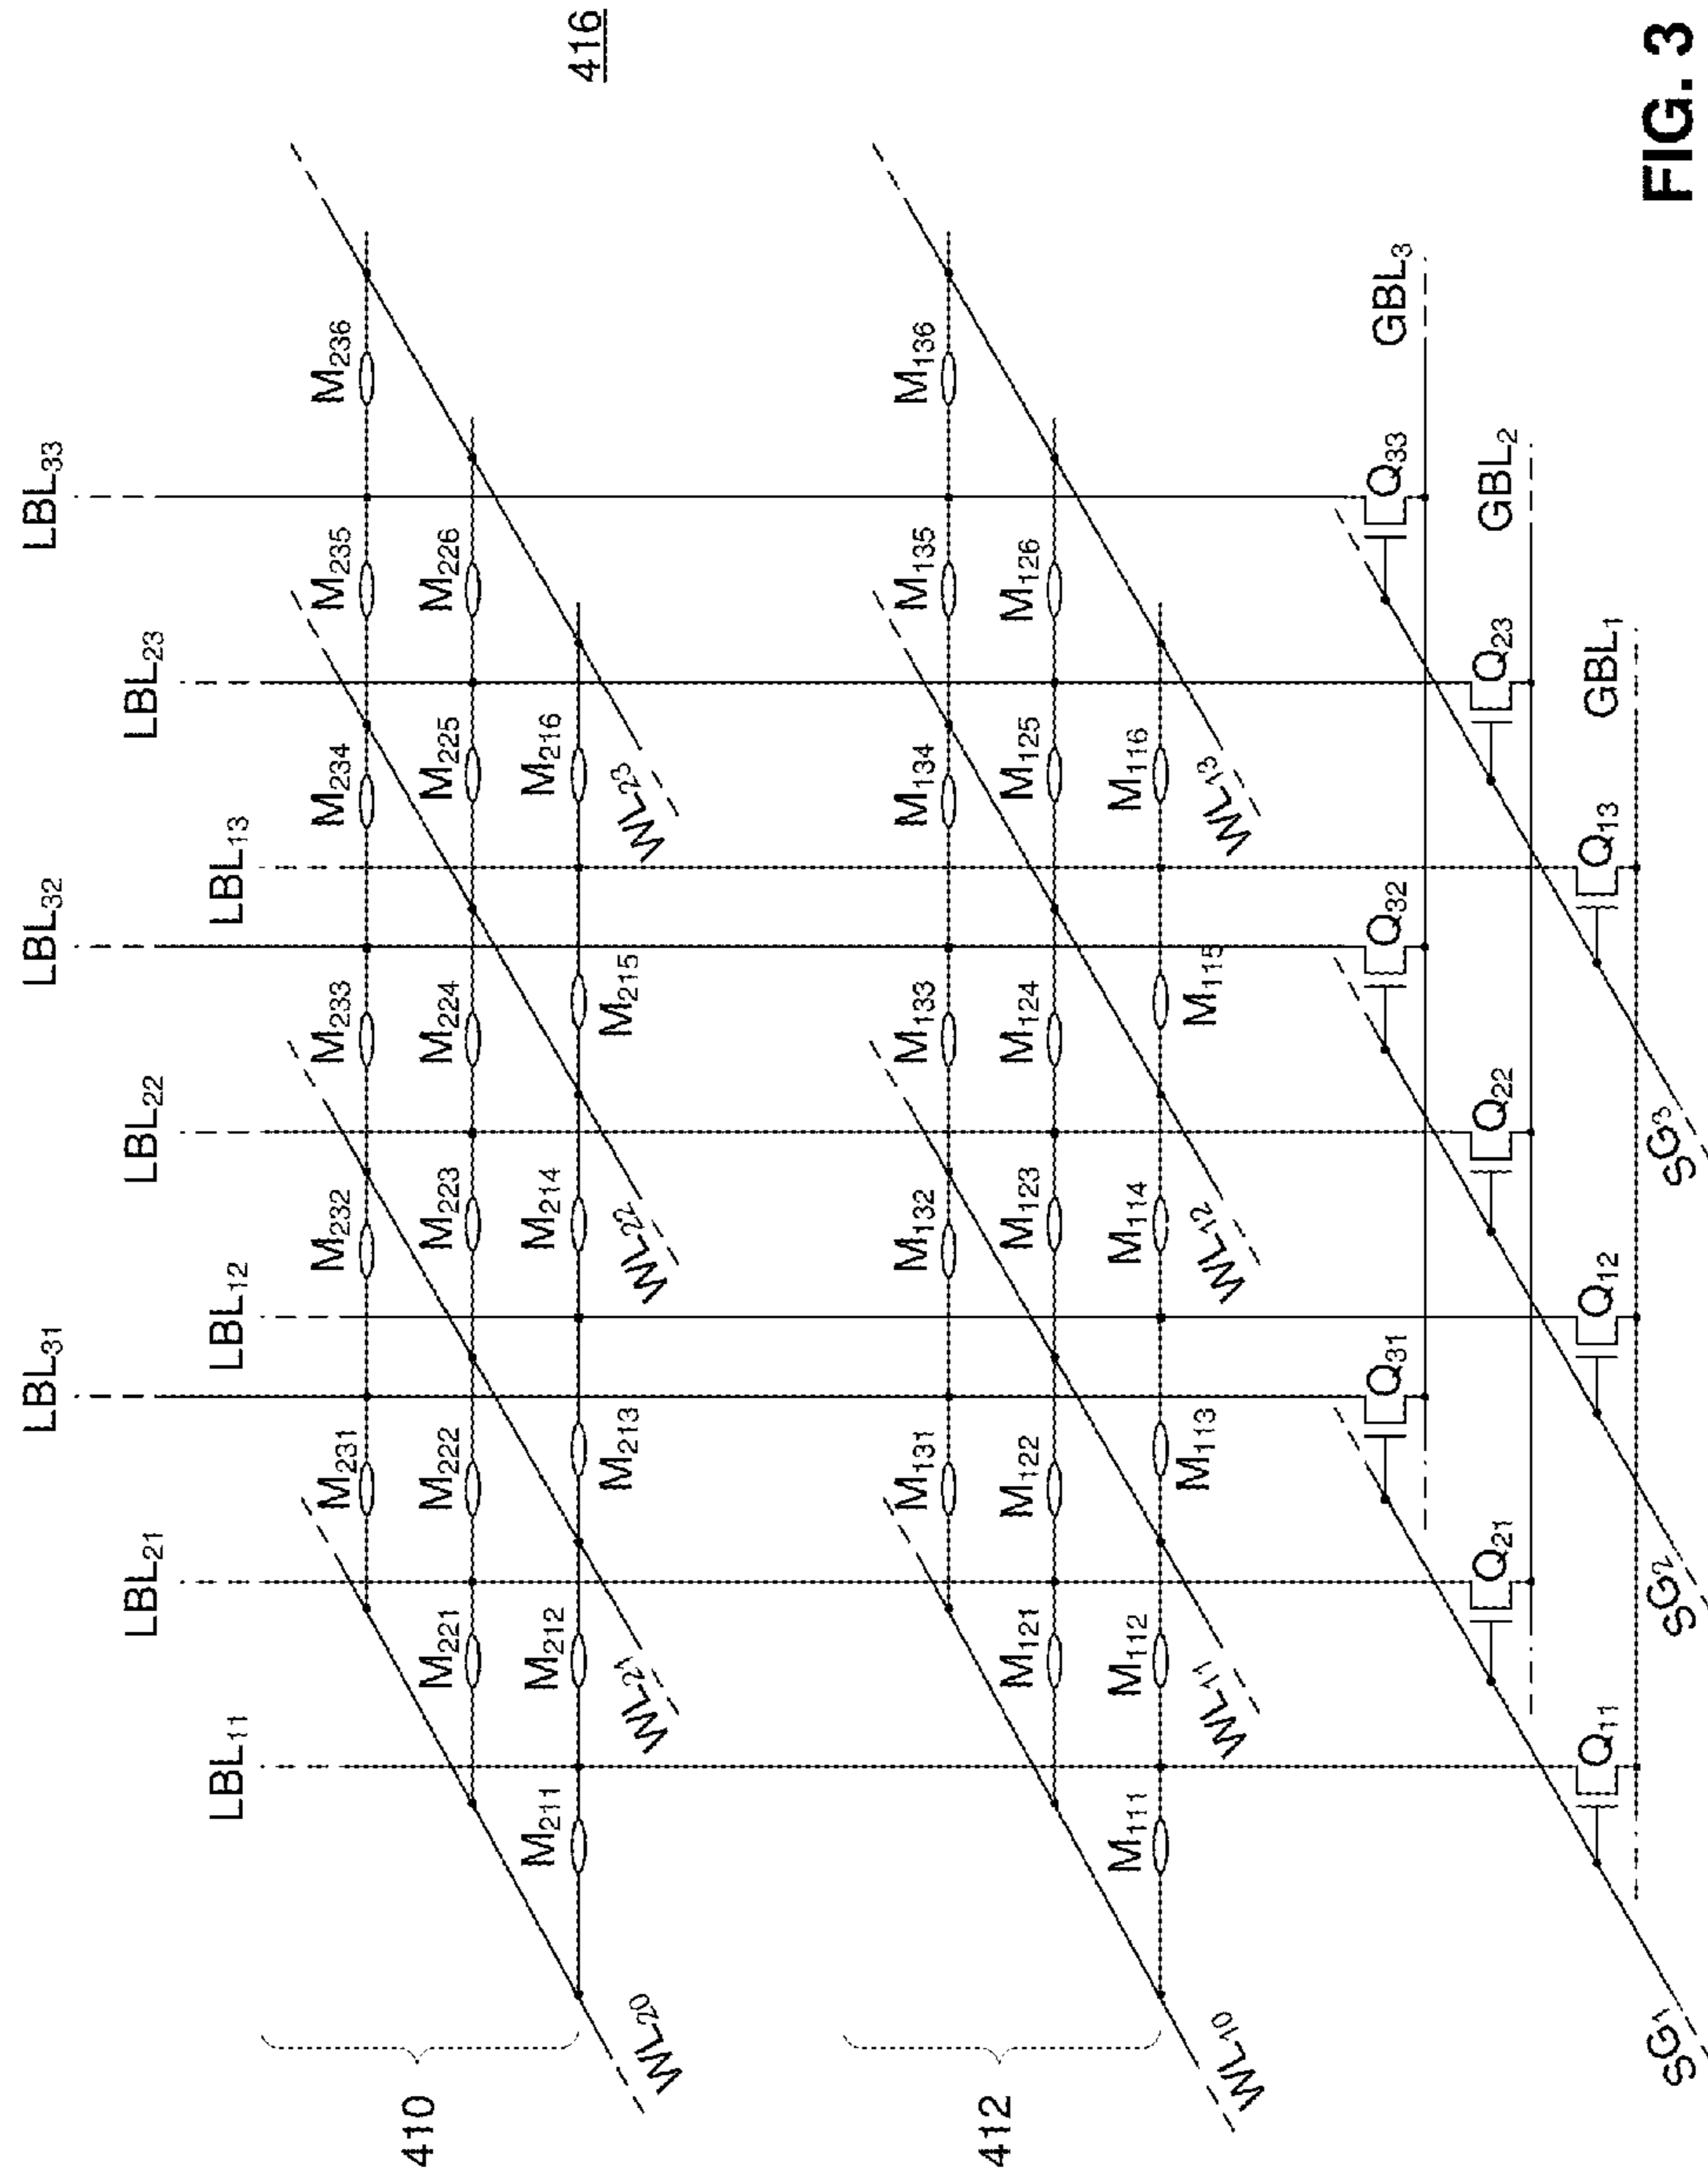 LBL31 LBL32 LBL33
LBL21 LBL22 LBL23
LBL11 LBL12 LBL13
416
410
M231 M232 M233 M234 M235 M236
M221 M222 M223 M224 M225 M226
M211 M212 M213 M214 M215 M216
WL20 WL21 WL22 WL23
412
M131 M132 M133 M134 M135 M136
M121 M122 M123 M124 M125 M126
M111 M112 M113 M114 M115 M116
WL10 WL11 WL12 WL13
Q31 Q32 Q33 GBL3
Q21 Q22 Q23 GBL2
Q11 Q12 Q13 GBL1
SG1 SG2 SG3
FIG. 3